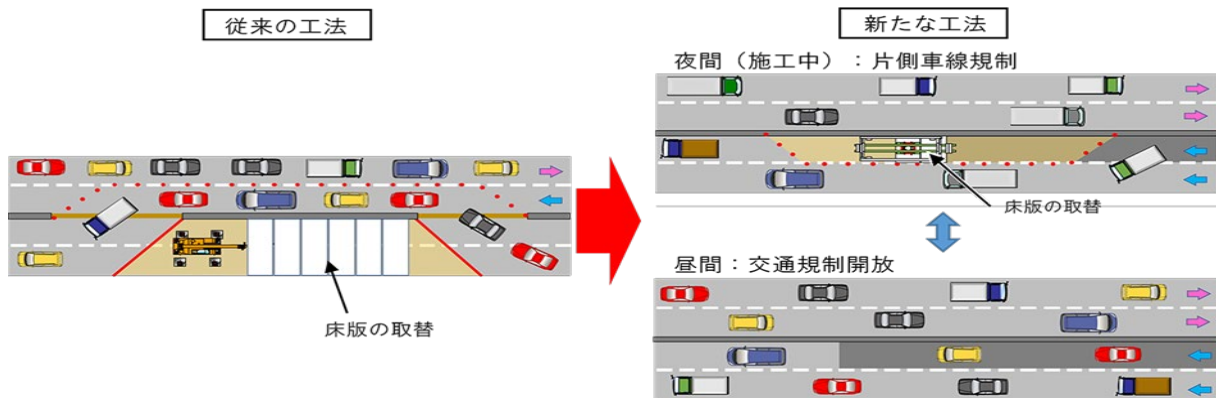 従来の工法
床版の取替
新たな工法
夜間（施工中）：片側車線規制
床版の取替
昼間：交通規制開放